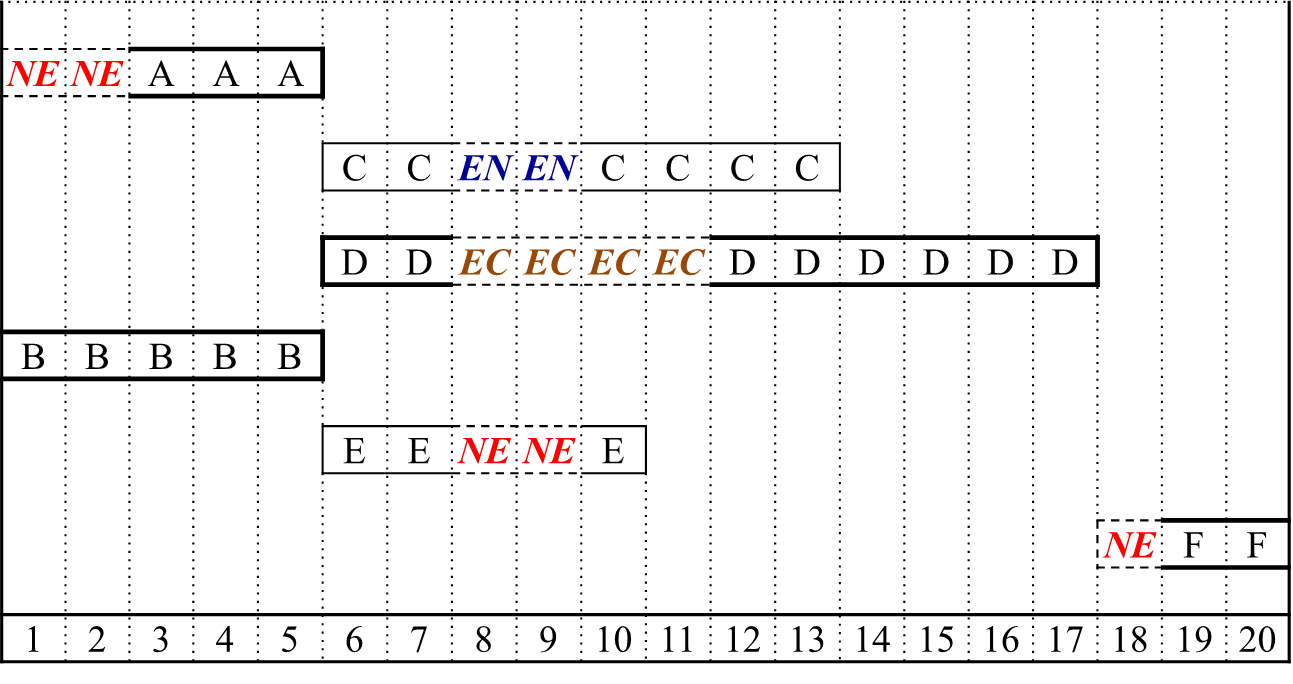 NE NE A A A
C C EN EN C C C C
D D EC EC EC EC D D D D D D
B B B B B
E E NE NE E
NE F F
1 2 3 4 5 6 7 8 9 10 11 12 13 14 15 16 17 18 19 20